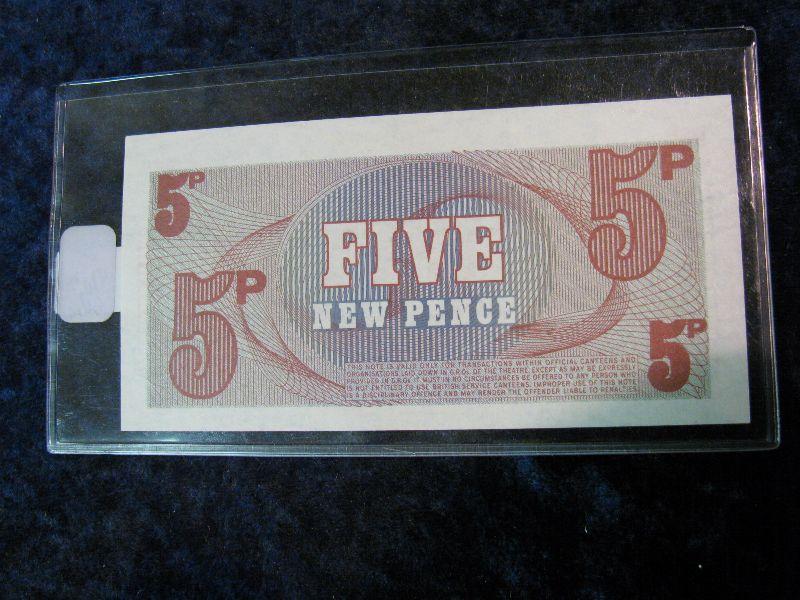 5P
5P
FIVE
NEW PENCE
5P
5P
THIS NOTE IS VALID ONLY FOR TRANSACTIONS WITHIN OFFICIAL CANTEENS AND
ORGANISATIONS LAID DOWN IN G.R.O.I. OF THE THEATRE, EXCEPT AS MAY BE EXPRESSLY
PROVIDED IN G.R.O.I. IT MUST IN NO CIRCUMSTANCES BE OFFERED TO ANY PERSON WHO
IS NOT ENTITLED TO USE BRITISH SERVICE CANTEENS. IMPROPER USE OF THIS NOTE
IS A DISCIPLINARY OFFENCE AND MAY RENDER THE OFFENDER LIABLE TO PENALTIES.